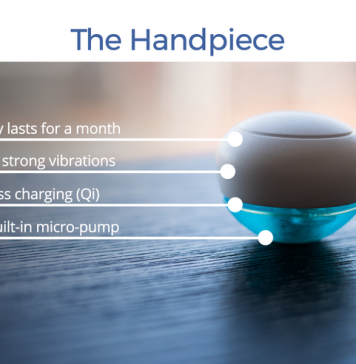 The Handpiece
y lasts for a month
strong vibrations
ss charging (Qi)
uilt-in micro-pump